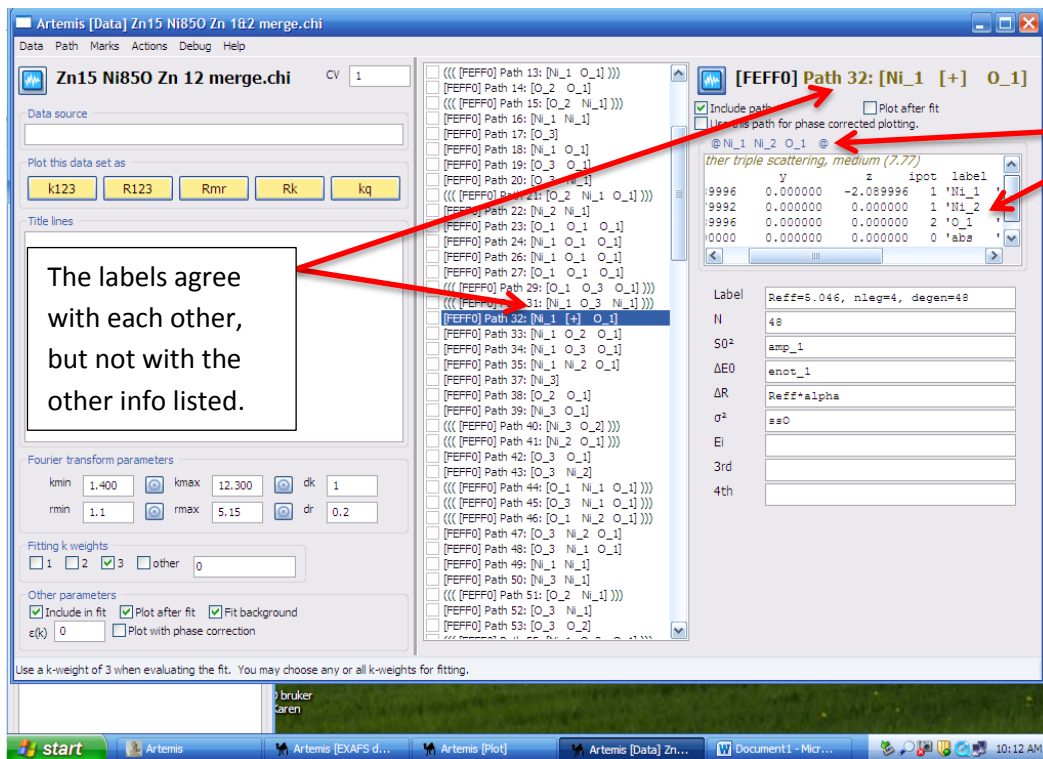 Artemis [Data] Zn15 Ni85O Zn 1&2 merge.chi
Data Path Marks Actions Debug Help
Zn15 Ni85O Zn 12 merge.chi CV 1
Data source
Plot this data set as
k123 R123 Rmr Rk kq
Title lines
The labels agree
with each other,
but not with the
other info listed.
Fourier transform parameters
kmin 1.400 kmax 12.300 dk 1
rmin 1.1 rmax 5.15 dr 0.2
Fitting k weights
1 2 3 other 0
Other parameters
Include in fit Plot after fit Fit background
ε(k) 0 Plot with phase correction
((( [FEFF0] Path 13: [Ni_1 O_1] )))
[FEFF0] Path 14: [O_2 O_1]
((( [FEFF0] Path 15: [O_2 Ni_1] )))
[FEFF0] Path 16: [Ni_1 Ni_1]
[FEFF0] Path 17: [O_3]
[FEFF0] Path 18: [Ni_1 O_1]
[FEFF0] Path 19: [O_3 O_1]
[FEFF0] Path 20: [O_3 Ni_1]
((( [FEFF0] Path 21: [O_2 Ni_1 O_1] )))
[FEFF0] Path 22: [Ni_2 Ni_1]
[FEFF0] Path 23: [O_1 O_1 O_1]
[FEFF0] Path 24: [Ni_1 O_1 O_1]
[FEFF0] Path 26: [Ni_1 O_1 O_1]
[FEFF0] Path 27: [O_1 O_1 O_1]
((( [FEFF0] Path 29: [O_1 O_3 O_1] )))
((( [FEFF0] Path 31: [Ni_1 O_3 Ni_1] )))
[FEFF0] Path 32: [Ni_1 [+] O_1]
[FEFF0] Path 33: [Ni_1 O_2 O_1]
[FEFF0] Path 34: [Ni_1 O_3 O_1]
[FEFF0] Path 35: [Ni_1 Ni_2 O_1]
[FEFF0] Path 37: [Ni_3]
[FEFF0] Path 38: [O_2 O_1]
[FEFF0] Path 39: [Ni_3 O_1]
((( [FEFF0] Path 40: [Ni_3 O_2] )))
((( [FEFF0] Path 41: [Ni_2 O_1] )))
[FEFF0] Path 42: [O_3 O_1]
[FEFF0] Path 43: [O_3 Ni_2]
((( [FEFF0] Path 44: [O_1 Ni_1 O_1] )))
((( [FEFF0] Path 45: [O_3 Ni_1 O_1] )))
((( [FEFF0] Path 46: [O_1 Ni_2 O_1] )))
[FEFF0] Path 47: [O_3 Ni_2 O_1]
[FEFF0] Path 48: [O_3 Ni_1 O_1]
[FEFF0] Path 49: [Ni_1 Ni_1]
[FEFF0] Path 50: [Ni_3 Ni_1]
((( [FEFF0] Path 51: [O_2 Ni_1] )))
[FEFF0] Path 52: [O_3 Ni_1]
[FEFF0] Path 53: [O_3 O_2]
[FEFF0] Path 32: [Ni_1 [+] O_1]
Include path Plot after fit
Use this path for phase corrected plotting.
@ Ni_1 Ni_2 O_1 @
ther triple scattering, medium (7.77)
y z ipot label
9996 0.000000 -2.089996 1 'Ni_1 '
9992 0.000000 0.000000 1 'Ni_2
9996 0.000000 0.000000 2 'O_1 '
0000 0.000000 0.000000 0 'abs '
Label Reff=5.046, nleg=4, degen=48
N 48
S0² amp_1
ΔE0 enot_1
ΔR Reff*alpha
σ² ssO
Ei
3rd
4th
Use a k-weight of 3 when evaluating the fit. You may choose any or all k-weights for fitting.
bruker
Karen
start Artemis Artemis [EXAFS d... Artemis [Plot] Artemis [Data] Zn... Document1 - Micr... 10:12 AM